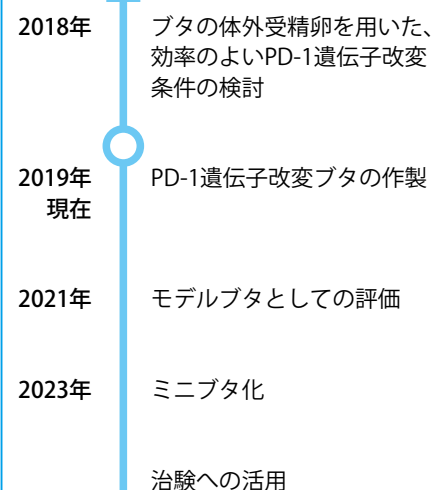 2018年 ブタの体外受精卵を用いた、
効率のよいPD-1遺伝子改変
条件の検討
2019年 PD-1遺伝子改変ブタの作製
現在
2021年 モデルブタとしての評価
2023年 ミニブタ化
治験への活用